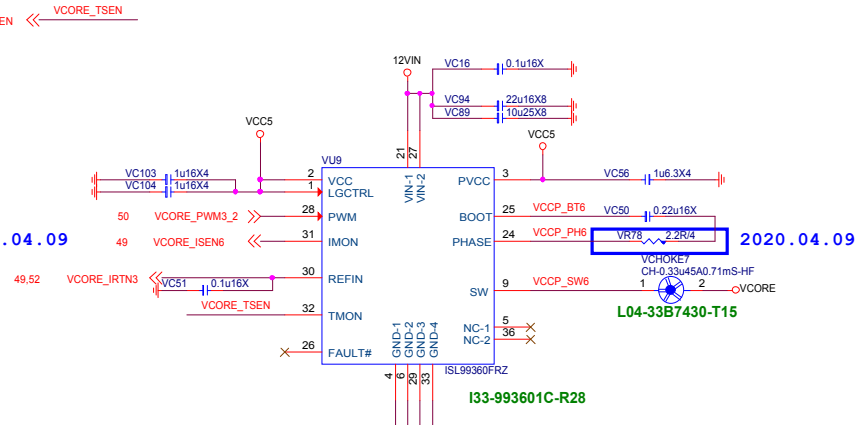 VCORE_TSEN
EN
12VIN
VC16 0.1u16X
VC94 22u16X8
VC89 10u25X8
VCC5
VCC5
21
27
VU9
VC103 1u16X4
VC104 1u16X4
2 VCC
1 LGCTRL
VIN-1
VIN-2
PVCC 3
VC56 1u6.3X4
50 VCORE_PWM3_2 28 PWM
BOOT 25 VCCP_BT6 VC50 0.22u16X
.04.09 49 VCORE_ISEN6 31 IMON
PHASE 24 VCCP_PH6 VR78 2.2R/4 2020.04.09
VCHOKE7
CH-0.33u45A0.71mS-HF
49,52 VCORE_IRTN3 30 REFIN
VC51 0.1u16X
SW 9 VCCP_SW6 1 2 VCORE
L04-33B7430-T15
VCORE_TSEN 32 TMON
NC-1 5
NC-2 36
26 FAULT#
GND-1
GND-2
GND-3
GND-4
4
6
29
33
ISL99360FRZ
I33-993601C-R28